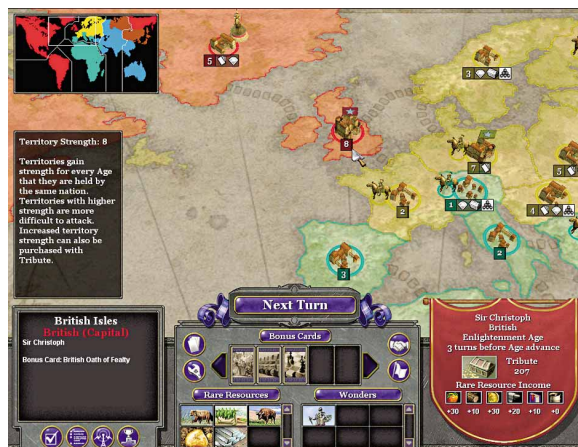 5
3
8
Territory Strength: 8
Territories gain
strength for every Age
that they are held by
the same nation.
Territories with higher
strength are more
difficult to attack.
Increased territory
strength can also be
purchased with
Tribute.
7
5
1
2
4
2
3
Next Turn
British Isles
British (Capital)
Sir Christoph
Bonus Card: British Oath of Fealty
Bonus Cards
Rare Resources
Wonders
Sir Christoph
British
Enlightenment Age
3 turns before Age advance
Tribute
207
Rare Resource Income
+30 +10 +30 +20 +10 +0